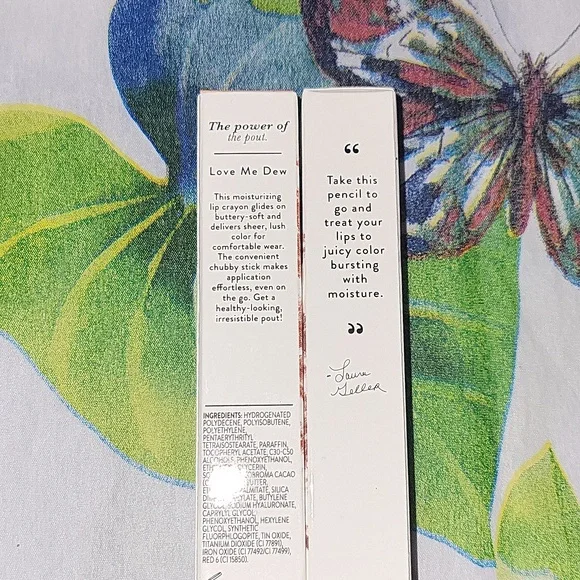 The power of
the pout.
Love Me Dew
This moisturizing
lip crayon glides on
buttery-soft and
delivers sheer, lush
color for
comfortable wear.
The convenient
chubby stick makes
application
effortless, even on
the go. Get a
healthy-looking,
irresistible pout!
INGREDIENTS: HYDROGENATED
POLYDECENE, POLYISOBUTENE,
POLYETHYLENE,
PENTAERYTHRITYL
TETRAISOSTEARATE, PARAFFIN,
TOCOPHERYL ACETATE, C30-C50
PHENOXYETHANOL,
CACAO
SILICA
BUTYLENE
HYALURONATE,
CAPRYLYL GLYCOL,
PHENOXYETHANOL, HEXYLENE
GLYCOL, SYNTHETIC
FLUORPHLOGOPITE, TIN OXIDE,
TITANIUM DIOXIDE (CI 77891),
IRON OXIDE (CI 77492/CI 77499),
RED 6 (CI 15850).
“
Take this
pencil to
go and
treat your
lips to
juicy color
bursting
with
moisture.
”
-Laura
Geller